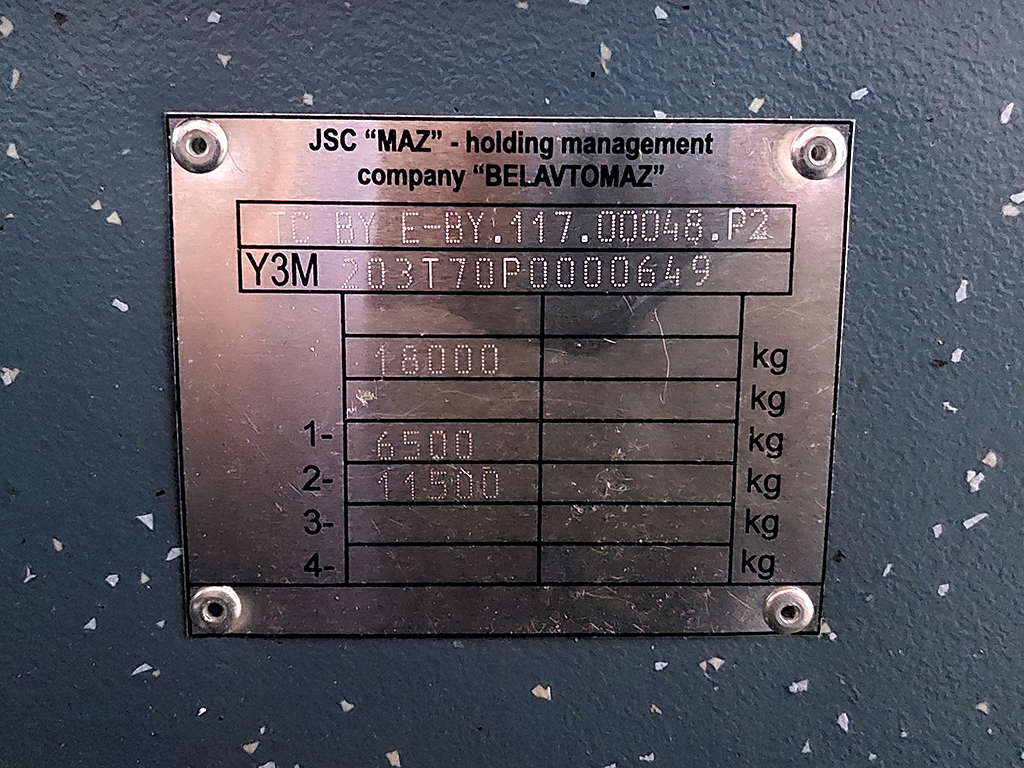 JSC “MAZ” - holding management
company “BELAVTOMAZ”
TC BY E-BY.117.00048.P2
Y3M 203T70P0000649
18000 kg
kg
1- 6500 kg
2- 11500 kg
3- kg
4- kg